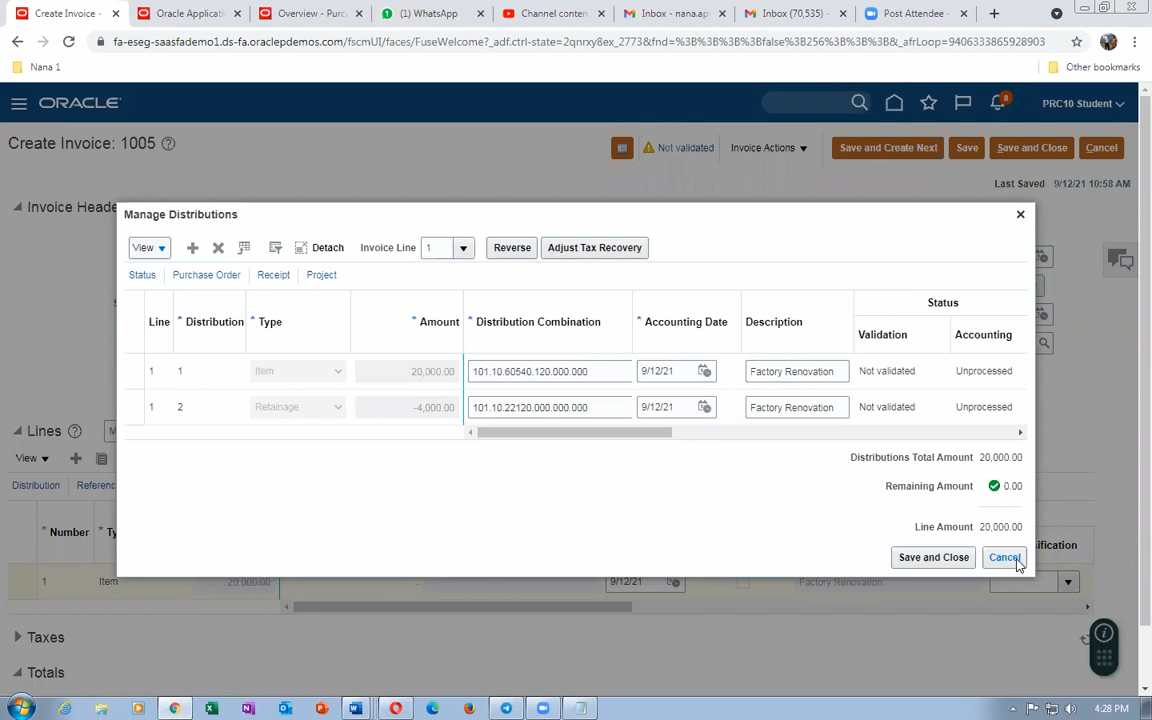 Create Invoice -
Oracle Applicati
Overview - Purc
(1) WhatsApp
Channel conten
Inbox - nana.ap
Inbox (70,535) -
Post Attendee -
fa-eseg-saasfademo1.ds-fa.oraclepdemos.com/fscmUI/faces/FuseWelcome?_adf.ctrl-state=2qnrxy8ex_2773&fnd=%3B%3B%3B%3Bfalse%3B256%3B%3B%3B&_afrLoop=9406333865928903
Nana 1
Other bookmarks
ORACLE
8
PRC10 Student
Create Invoice: 1005
Not validated
Invoice Actions
Save and Create Next
Save
Save and Close
Cancel
Last Saved 9/12/21 10:58 AM
Invoice Head
Manage Distributions
View
Detach
Invoice Line 1
Reverse
Adjust Tax Recovery
Status
Purchase Order
Receipt
Project
Line * Distribution * Type * Amount * Distribution Combination * Accounting Date Description Status
Validation Accounting
1 1 Item 20,000.00 101.10.60540.120.000.000 9/12/21 Factory Renovation Not validated Unprocessed
1 2 Retainage -4,000.00 101.10.22120.000.000.000 9/12/21 Factory Renovation Not validated Unprocessed
Distributions Total Amount 20,000.00
Remaining Amount 0.00
Line Amount 20,000.00
Save and Close
Cancel
Lines
View
Distribution
Referenc
* Number * Ty
ification
1 Item 20,000.00 9/12/21 Factory Renovation
Taxes
Totals
4:28 PM